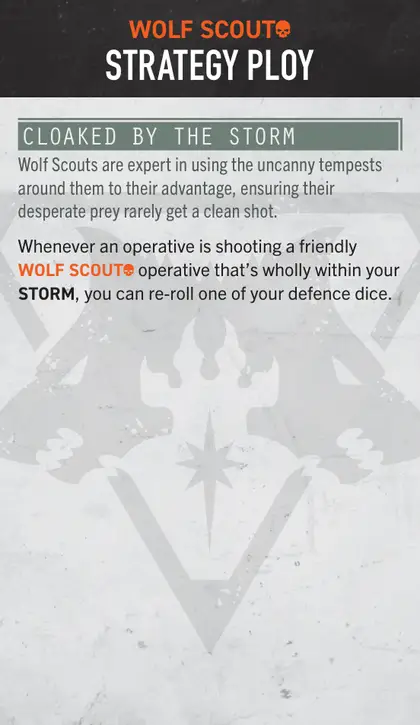 WOLF SCOUT
STRATEGY PLOY
CLOAKED BY THE STORM
Wolf Scouts are expert in using the uncanny tempests
around them to their advantage, ensuring their
desperate prey rarely get a clean shot.
Whenever an operative is shooting a friendly
WOLF SCOUT operative that’s wholly within your
STORM, you can re-roll one of your defence dice.